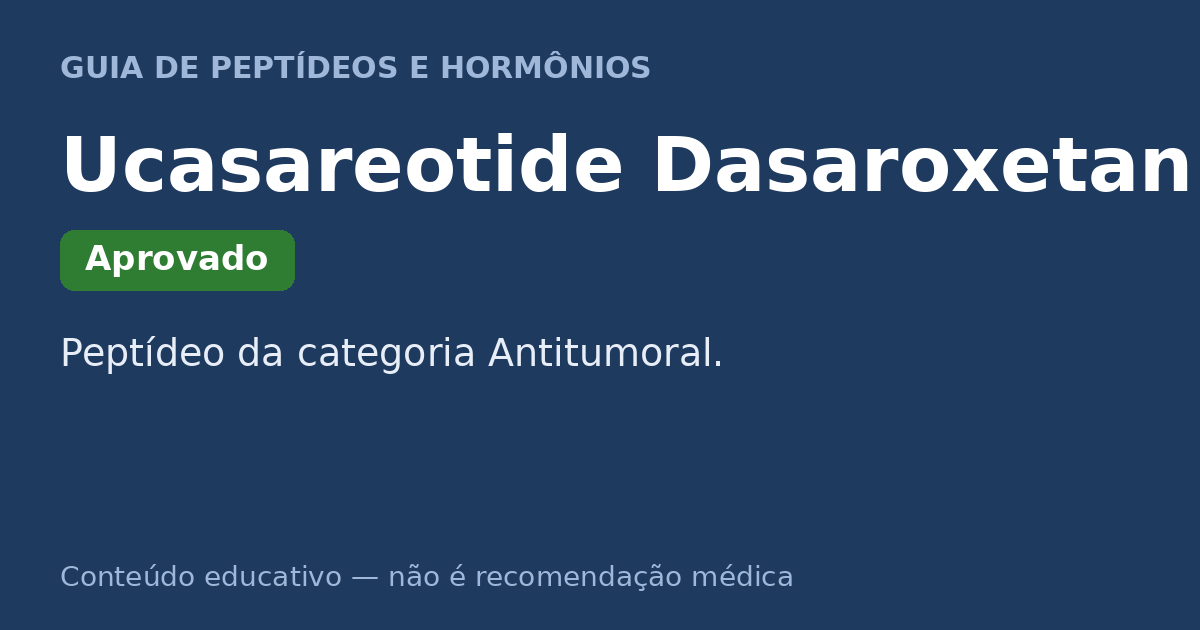 GUIA DE PEPTÍDEOS E HORMÔNIOS
Ucasareotide Dasaroxetan
Aprovado
Peptídeo da categoria Antitumoral.
Conteúdo educativo — não é recomendação médica